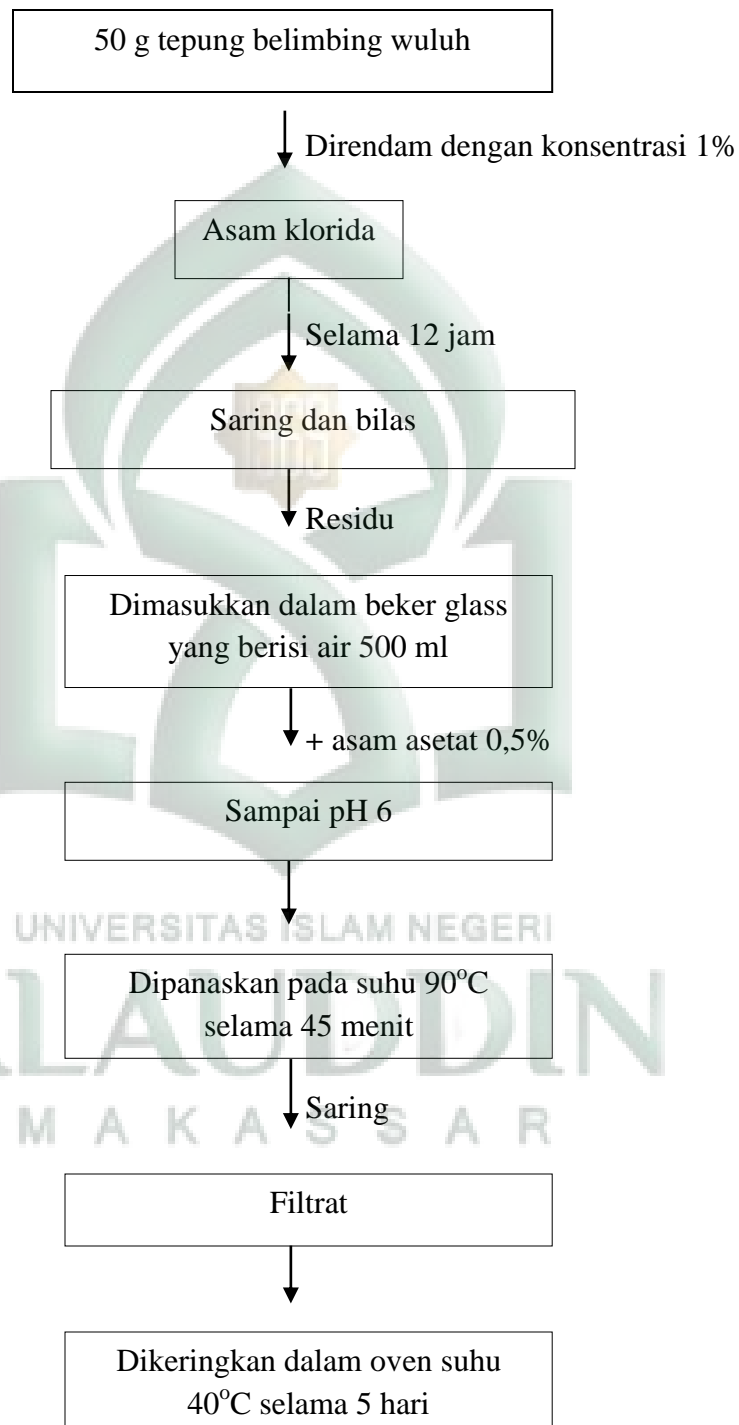 50 g tepung belimbing wuluh
Direndam dengan konsentrasi 1%
Asam klorida
Selama 12 jam
Saring dan bilas
Residu
Dimasukkan dalam beker glass
yang berisi air 500 ml
+ asam asetat 0,5%
Sampai pH 6
UNIVERSITAS ISLAM NEGERI
Dipanaskan pada suhu 90°C
selama 45 menit
ALAUDDIN
Saring
MAKASSAR
Filtrat
Dikeringkan dalam oven suhu
40°C selama 5 hari